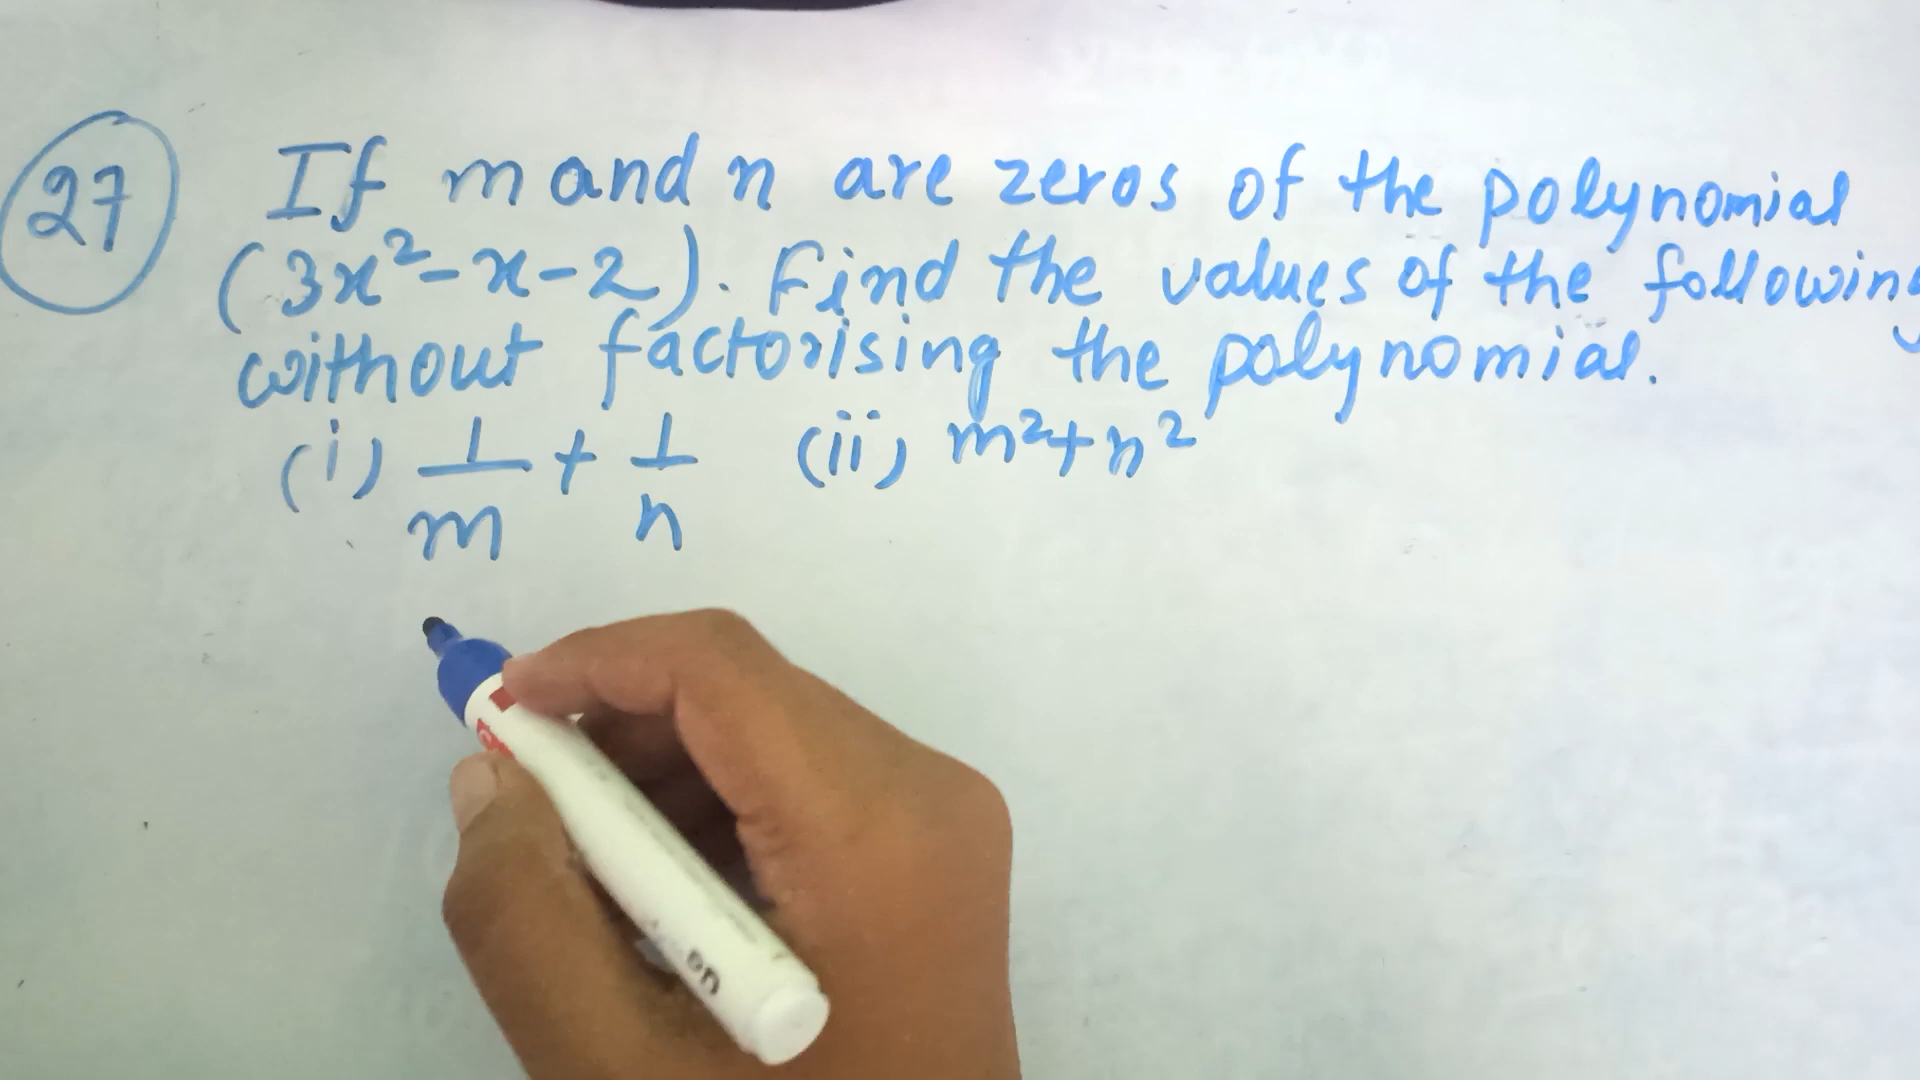 27 If m and n are zeros of the polynomial
(3x²-x-2). Find the values of the following
without factorising the polynomial.
(i) 1/m + 1/n (ii) m²+n²